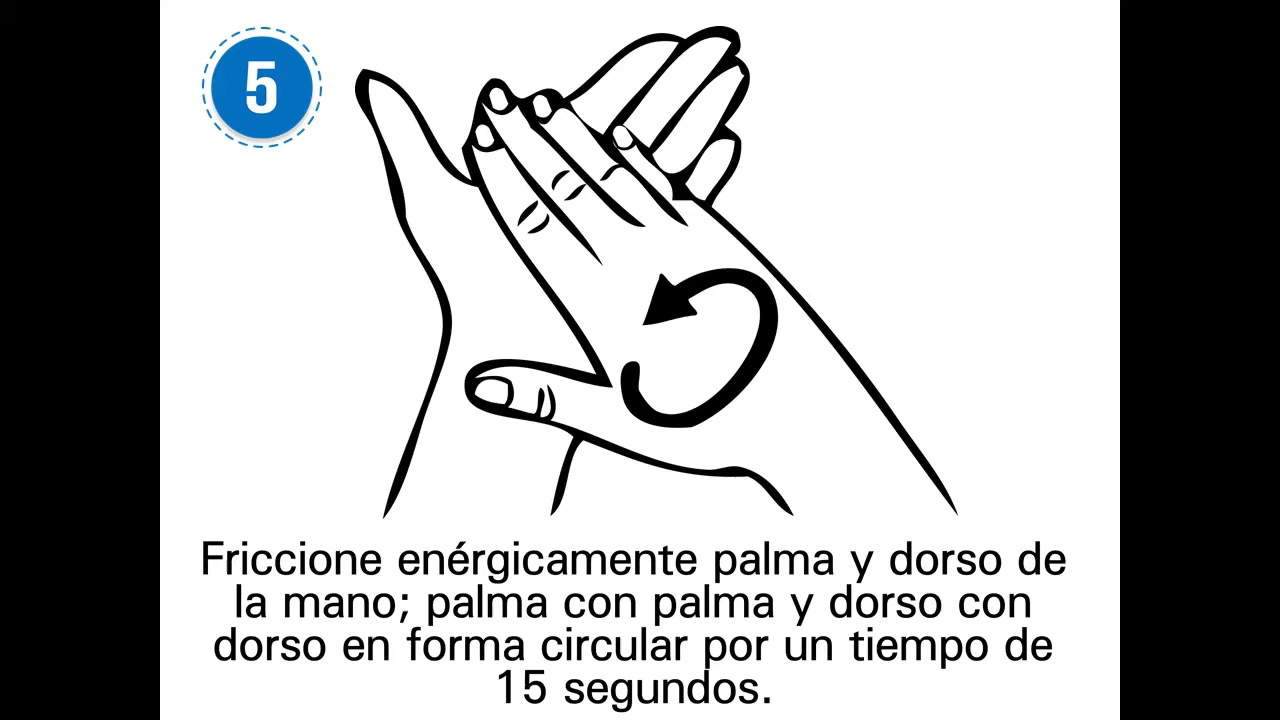 5
Friccione enérgicamente palma y dorso de
la mano; palma con palma y dorso con
dorso en forma circular por un tiempo de
15 segundos.